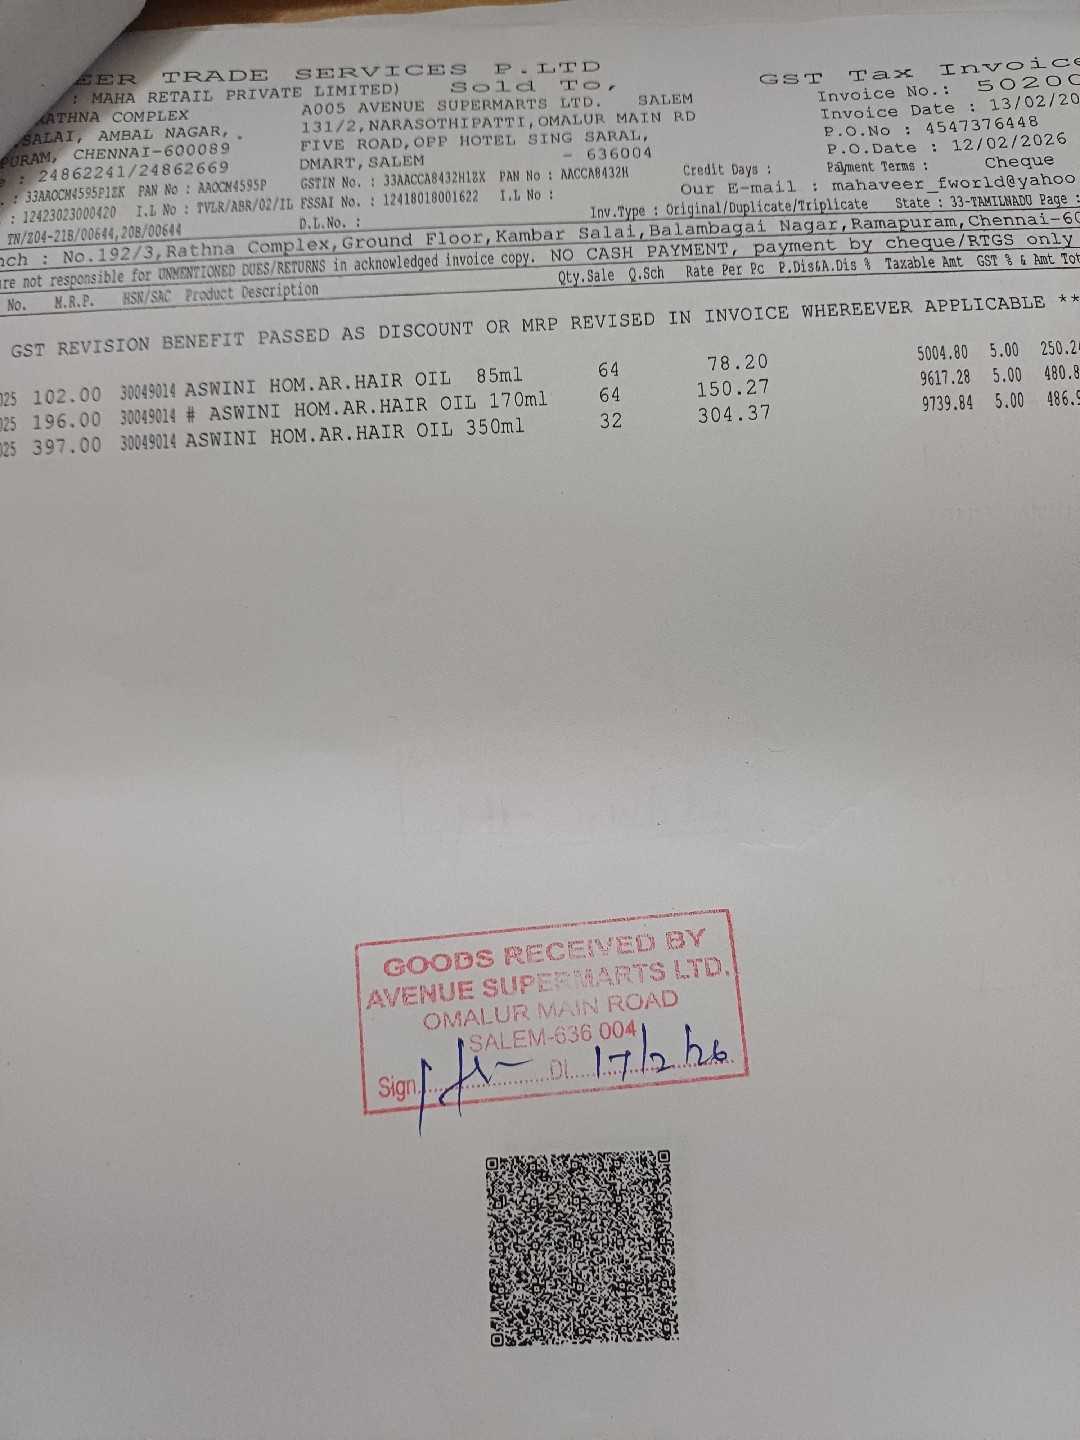 EER TRADE SERVICES P.LTD
: MAHA RETAIL PRIVATE LIMITED)
RATHNA COMPLEX
SALAI, AMBAL NAGAR, .
PURAM, CHENNAI-600089
: 24862241/24862669
: 33AAOCM4595P1ZK PAN No : AAOCM4595P
: 12423023000420 I.L No : TVLR/ABR/02/IL
TN/Z04-21B/00644,20B/00644
Sold To,
A005 AVENUE SUPERMARTS LTD. SALEM
131/2,NARASOTHIPATTI,OMALUR MAIN RD
FIVE ROAD,OPP HOTEL SING SARAL,
DMART,SALEM - 636004
GSTIN No. : 33AACCA8432H1ZX PAN No : AACCA8432H
FSSAI No. : 12418018001622 I.L No :
D.L.No. :
GST Tax Invoice
Invoice No.: 50200
Invoice Date : 13/02/20
P.O.No : 4547376448
P.O.Date : 12/02/2026
Credit Days : Payment Terms : Cheque
Our E-mail : mahaveer_fworld@yahoo
Inv.Type : Original/Duplicate/Triplicate State : 33-TAMILNADU Page :
nch : No.192/3,Rathna Complex,Ground Floor,Kambar Salai,Balambagai Nagar,Ramapuram,Chennai-60
re not responsible for UNMENTIONED DUES/RETURNS in acknowledged invoice copy. NO CASH PAYMENT, payment by cheque/RTGS only
No. M.R.P. HSN/SAC Product Description Qty.Sale Q.Sch Rate Per Pc P.Dis&A.Dis % Taxable Amt GST % & Amt Tot
GST REVISION BENEFIT PASSED AS DISCOUNT OR MRP REVISED IN INVOICE WHEREEVER APPLICABLE **
025 102.00 30049014 ASWINI HOM.AR.HAIR OIL 85ml 64 78.20 5004.80 5.00 250.2
025 196.00 30049014 # ASWINI HOM.AR.HAIR OIL 170ml 64 150.27 9617.28 5.00 480.8
025 397.00 30049014 ASWINI HOM.AR.HAIR OIL 350ml 32 304.37 9739.84 5.00 486.9
GOODS RECEIVED BY
AVENUE SUPERMARTS LTD.
OMALUR MAIN ROAD
SALEM-636 004
Sign............Dt....17/2/26